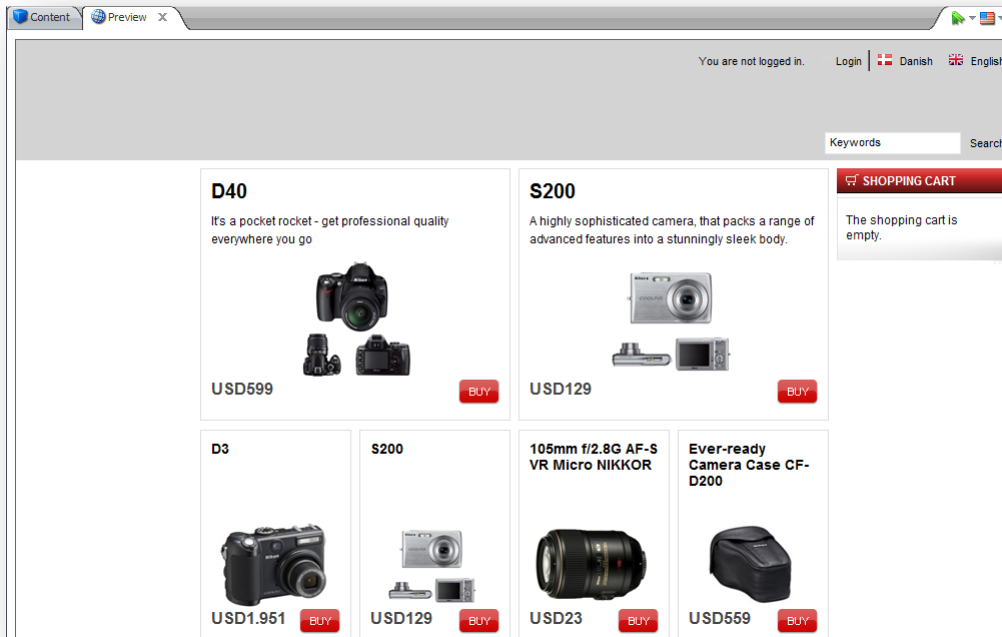 Content
Preview
You are not logged in.
Login
Danish
English
Keywords
Search
D40
It's a pocket rocket - get professional quality
everywhere you go
USD599
BUY
S200
A highly sophisticated camera, that packs a range of
advanced features into a stunningly sleek body.
COOLPIX
USD129
BUY
SHOPPING CART
The shopping cart is
empty.
D3
USD1.951
BUY
S200
USD129
BUY
105mm f/2.8G AF-S
VR Micro NIKKOR
USD23
BUY
Ever-ready
Camera Case CF-
D200
USD559
BUY